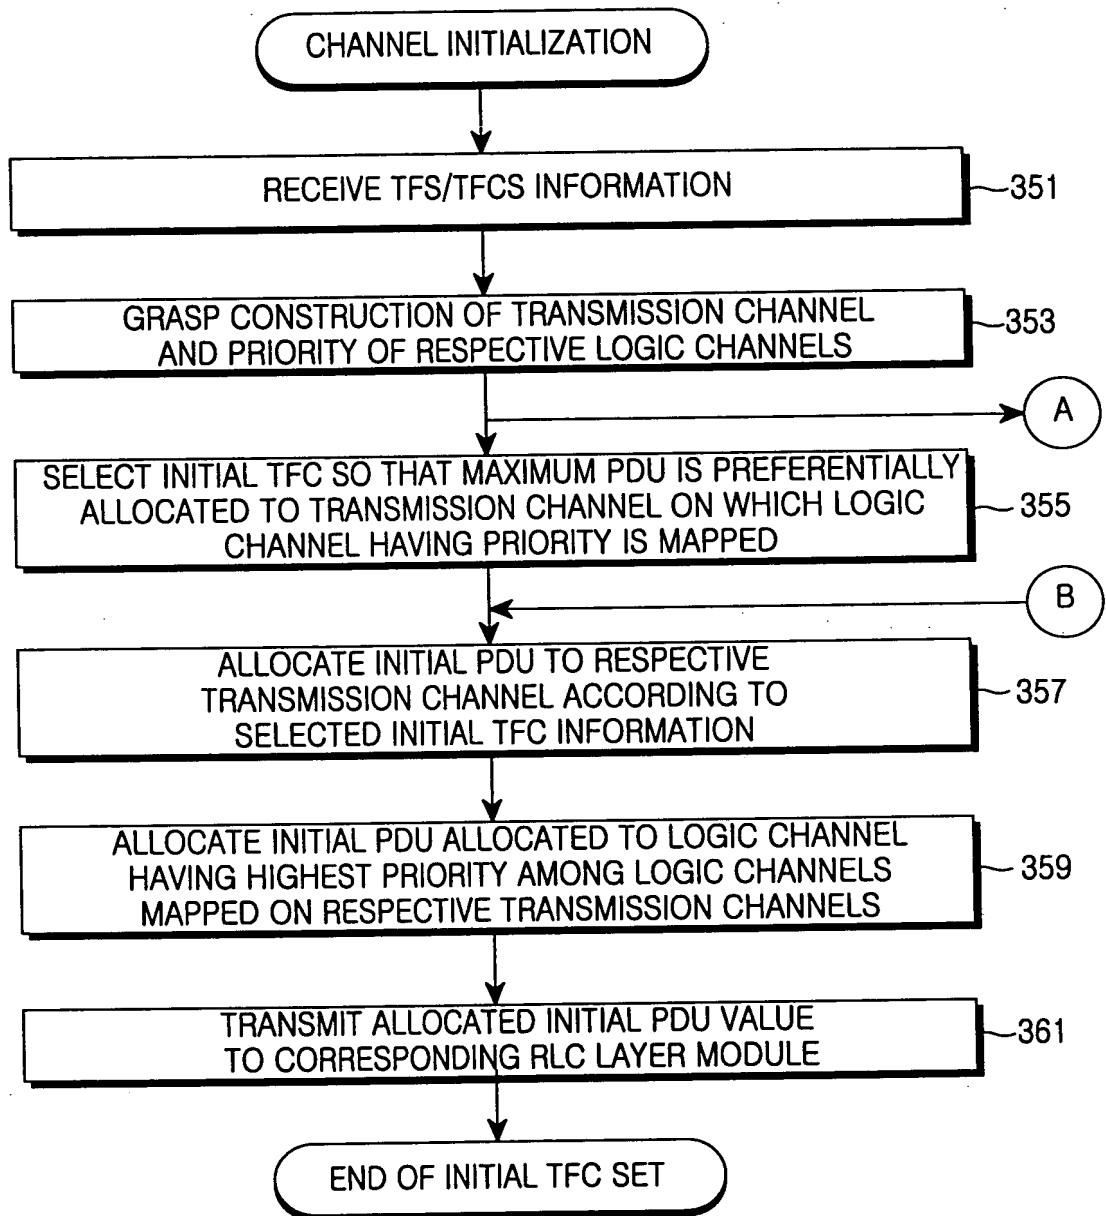 CHANNEL INITIALIZATION
RECEIVE TFS/TFCS INFORMATION
351
GRASP CONSTRUCTION OF TRANSMISSION CHANNEL
AND PRIORITY OF RESPECTIVE LOGIC CHANNELS
353
A
SELECT INITIAL TFC SO THAT MAXIMUM PDU IS PREFERENTIALLY
ALLOCATED TO TRANSMISSION CHANNEL ON WHICH LOGIC
CHANNEL HAVING PRIORITY IS MAPPED
355
B
ALLOCATE INITIAL PDU TO RESPECTIVE
TRANSMISSION CHANNEL ACCORDING TO
SELECTED INITIAL TFC INFORMATION
357
ALLOCATE INITIAL PDU ALLOCATED TO LOGIC CHANNEL
HAVING HIGHEST PRIORITY AMONG LOGIC CHANNELS
MAPPED ON RESPECTIVE TRANSMISSION CHANNELS
359
TRANSMIT ALLOCATED INITIAL PDU VALUE
TO CORRESPONDING RLC LAYER MODULE
361
END OF INITIAL TFC SET